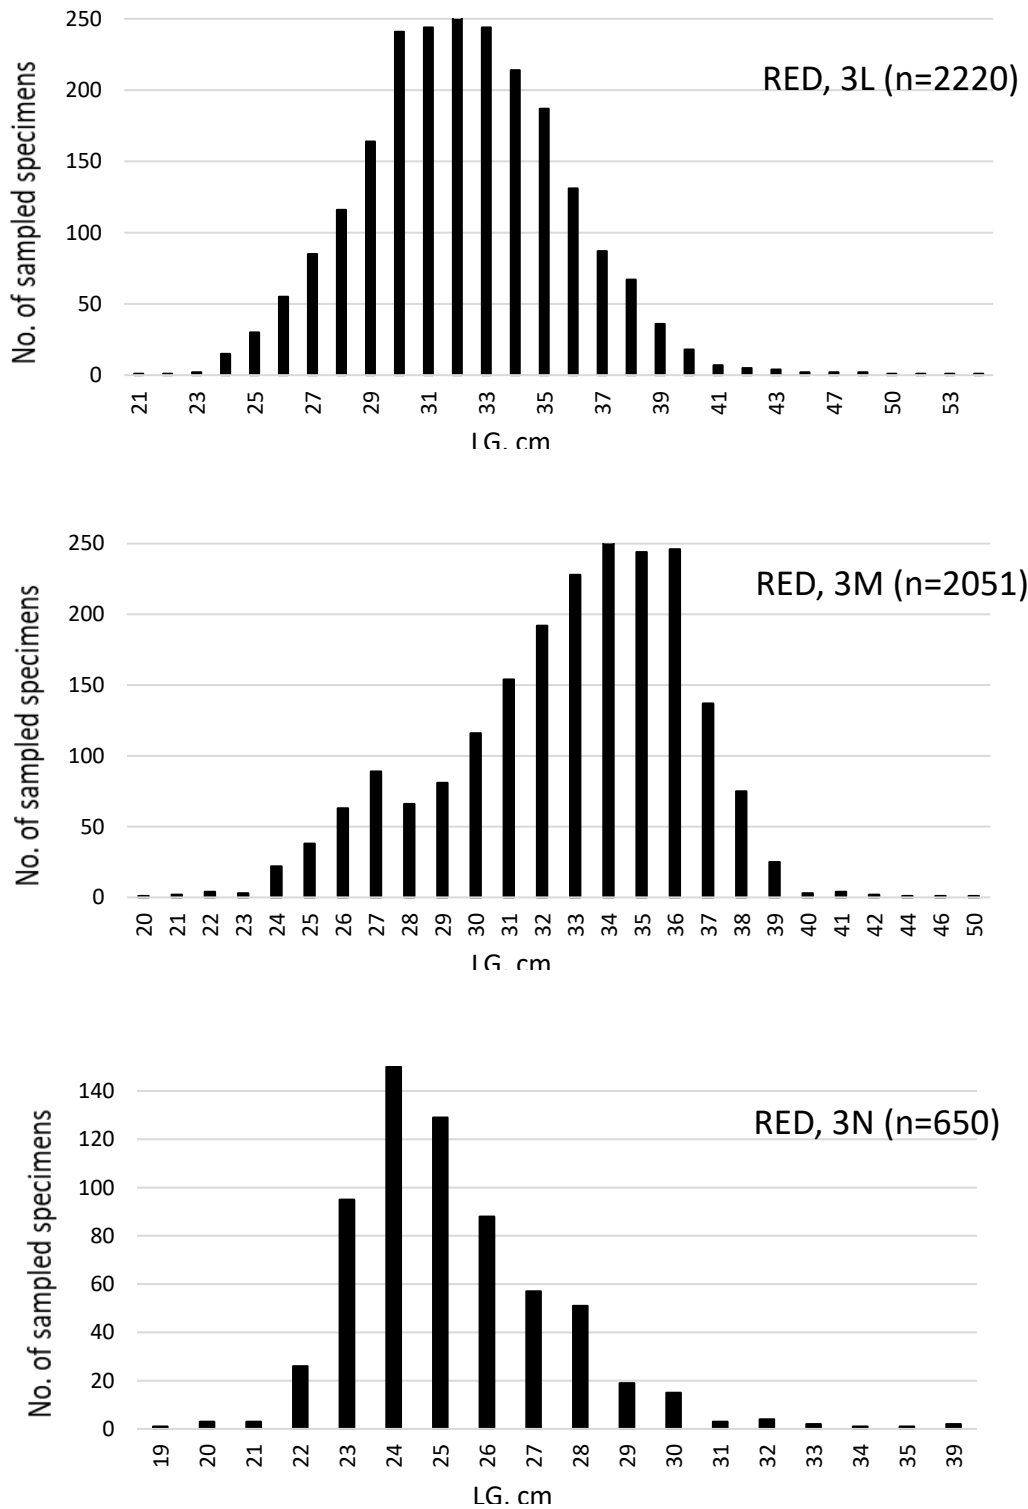 250
200
150
100
50
0
No. of sampled specimens
RED, 3L (n=2220)
21 23 25 27 29 31 33 35 37 39 41 43 47 50 53
LG, cm
250
200
150
100
50
0
No. of sampled specimens
RED, 3M (n=2051)
20 21 22 23 24 25 26 27 28 29 30 31 32 33 34 35 36 37 38 39 40 41 42 44 46 50
LG, cm
140
120
100
80
60
40
20
0
No. of sampled specimens
RED, 3N (n=650)
19 20 21 22 23 24 25 26 27 28 29 30 31 32 33 34 35 39
LG, cm